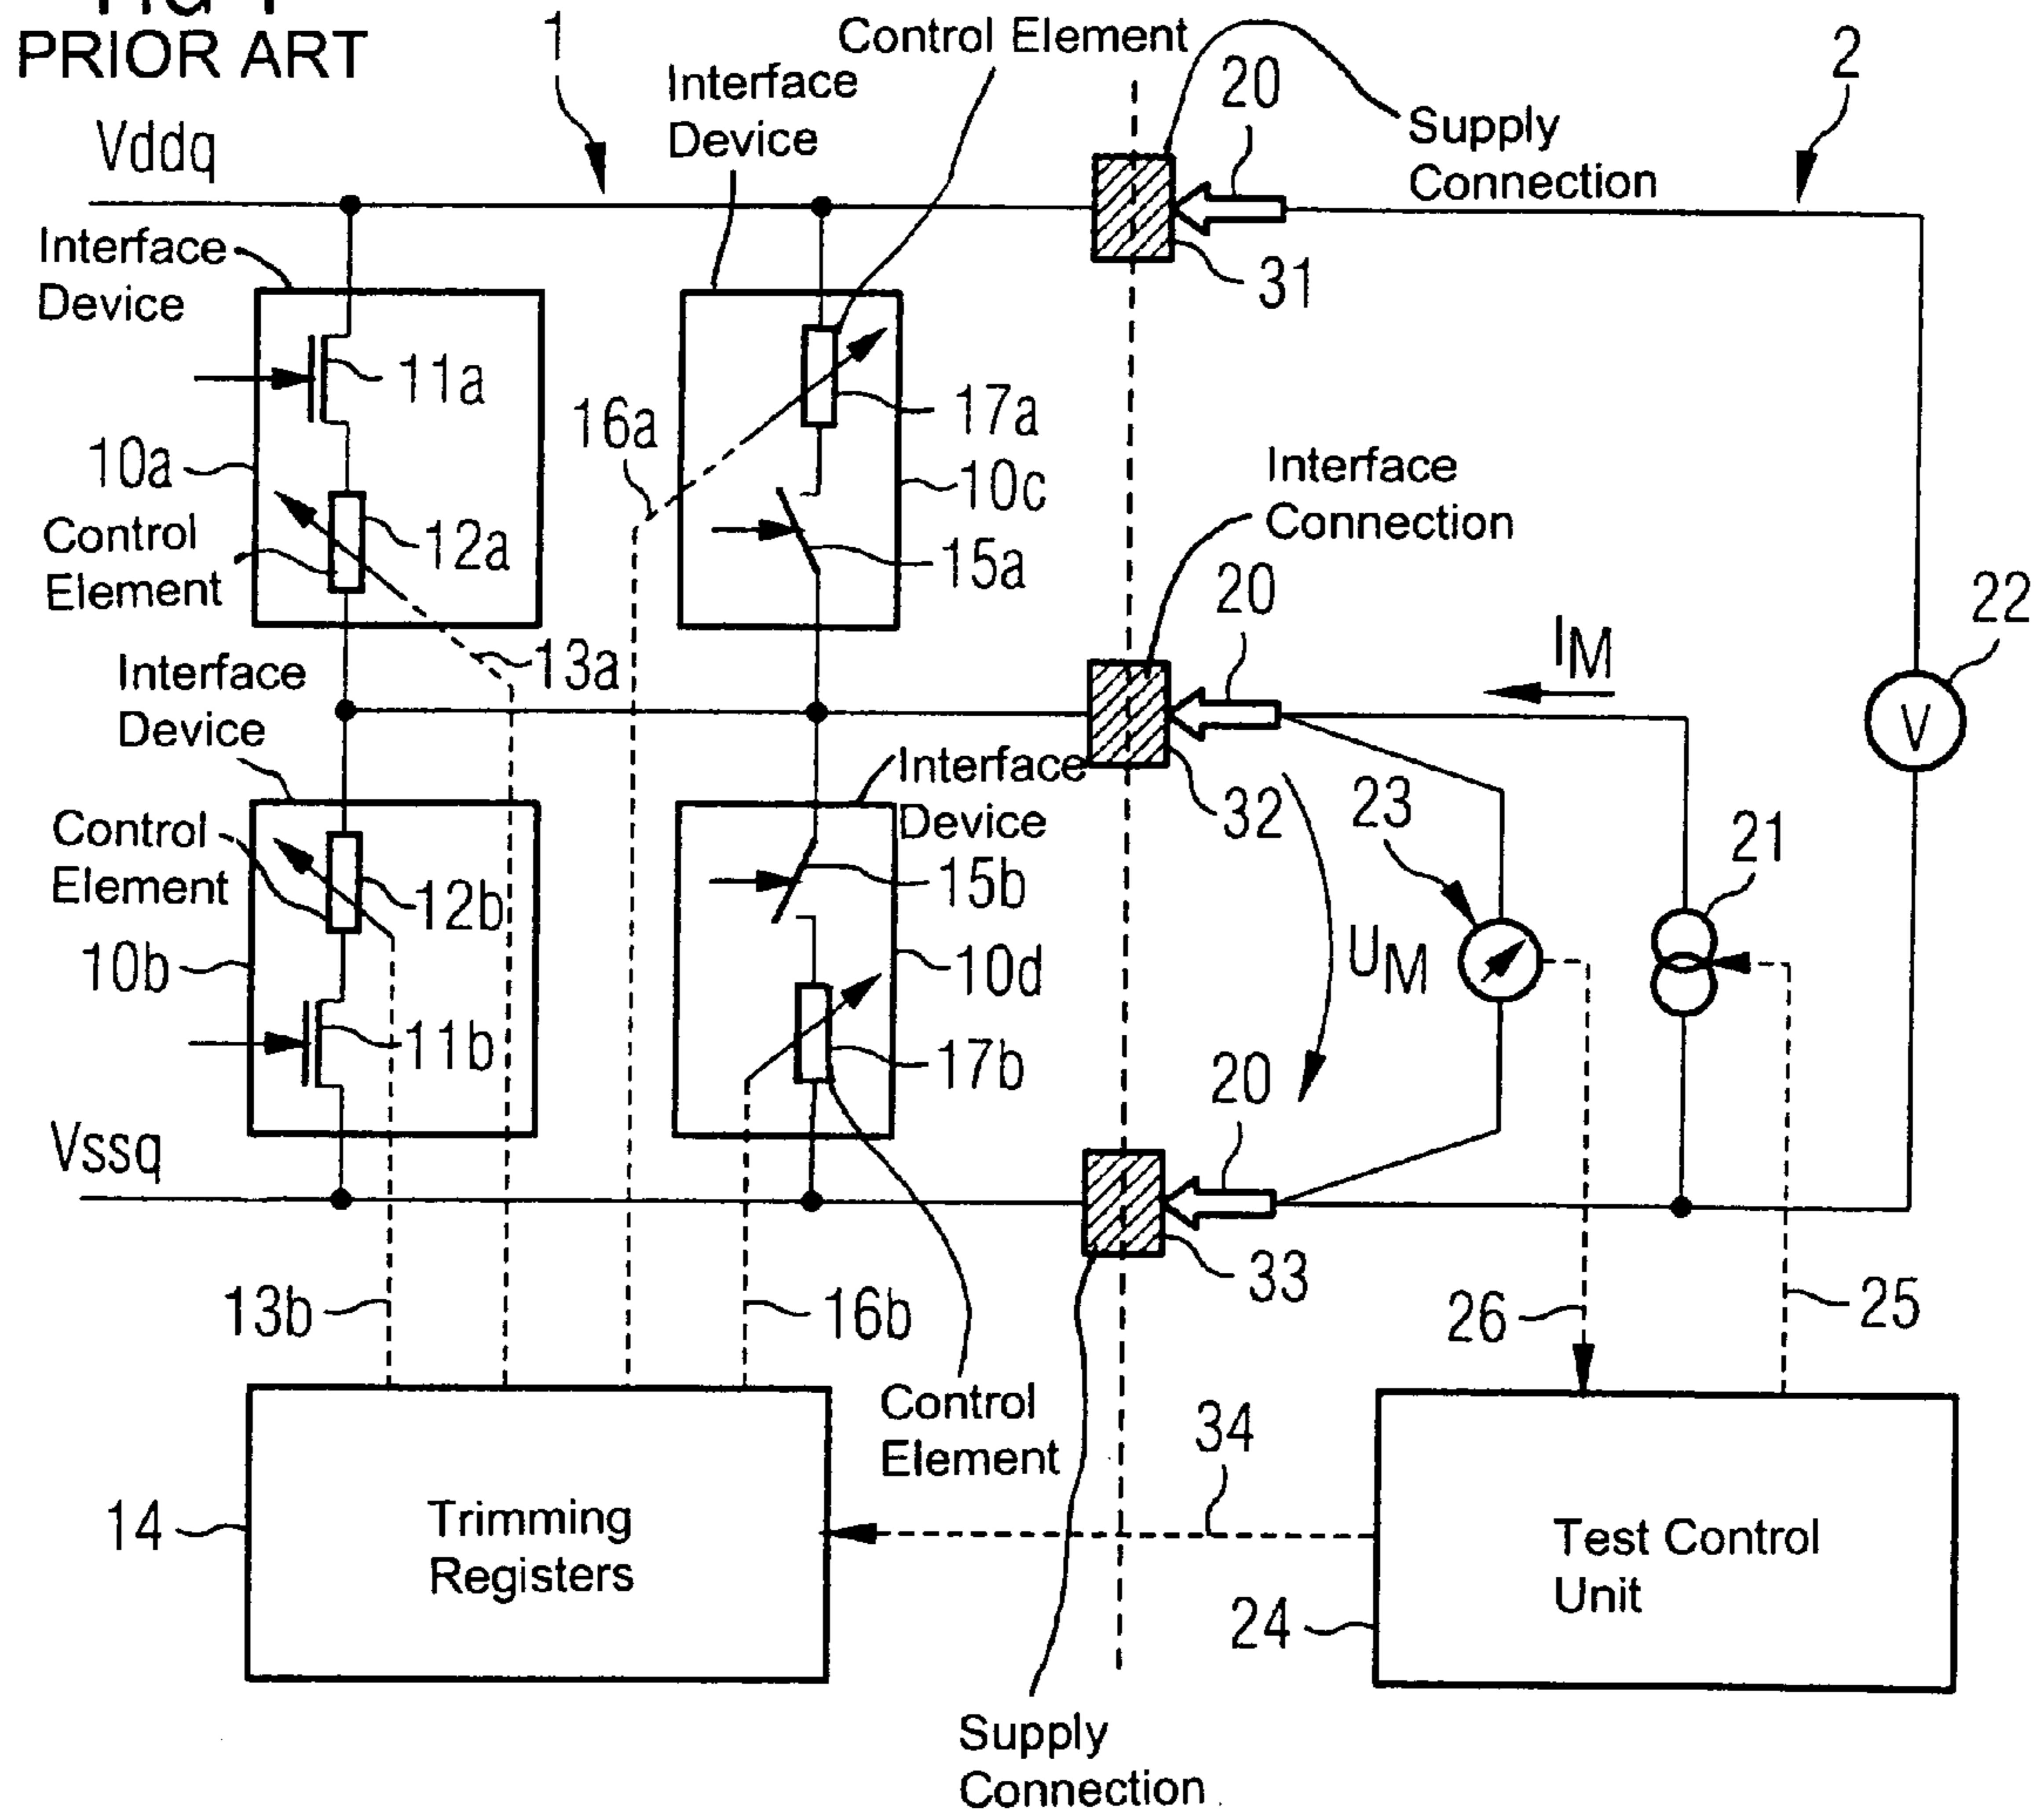 PRIOR ART
1
Control Element
2
Interface
Device
20
Supply
Connection
Vddq
Interface
Device
31
11a
17a
16a
10a
10c
Interface
Connection
Control
Element
12a
15a
20
22
13a
IM
Interface
Device
V
Interface
Device
32
23
21
Control
Element
12b
15b
10b
10d
UM
11b
17b
20
Vssq
33
13b
16b
26
25
Control
Element
34
14
Trimming
Registers
Test Control
Unit
24
Supply
Connection